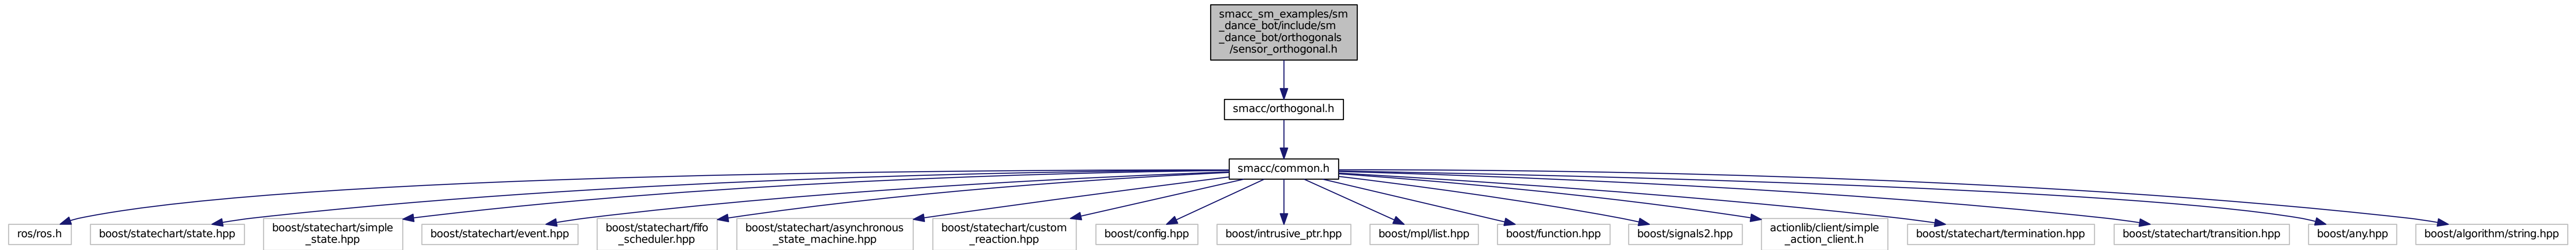 smacc_sm_examples/sm
_dance_bot/include/sm
_dance_bot/orthogonals
/sensor_orthogonal.h
smacc/orthogonal.h
smacc/common.h
ros/ros.h
boost/statechart/state.hpp
boost/statechart/simple
_state.hpp
boost/statechart/event.hpp
boost/statechart/fifo
_scheduler.hpp
boost/statechart/asynchronous
_state_machine.hpp
boost/statechart/custom
_reaction.hpp
boost/config.hpp
boost/intrusive_ptr.hpp
boost/mpl/list.hpp
boost/function.hpp
boost/signals2.hpp
actionlib/client/simple
_action_client.h
boost/statechart/termination.hpp
boost/statechart/transition.hpp
boost/any.hpp
boost/algorithm/string.hpp